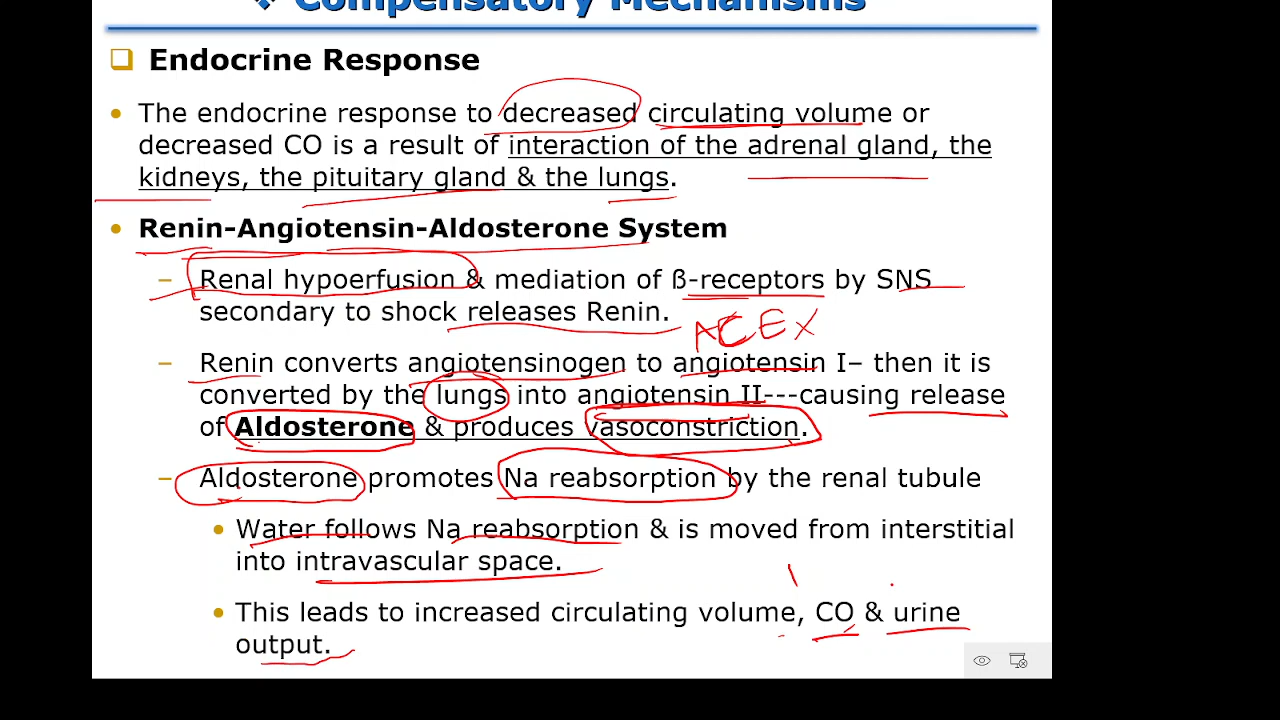 ❖ Compensatory Mechanisms
❑ Endocrine Response
• The endocrine response to decreased circulating volume or
decreased CO is a result of interaction of the adrenal gland, the
kidneys, the pituitary gland & the lungs.
• Renin-Angiotensin-Aldosterone System
– Renal hypoerfusion & mediation of ß-receptors by SNS
secondary to shock releases Renin.
ACE X
– Renin converts angiotensinogen to angiotensin I– then it is
converted by the lungs into angiotensin II---causing release
of Aldosterone & produces vasoconstriction.
– Aldosterone promotes Na reabsorption by the renal tubule
• Water follows Na reabsorption & is moved from interstitial
into intravascular space.
• This leads to increased circulating volume, CO & urine
output.